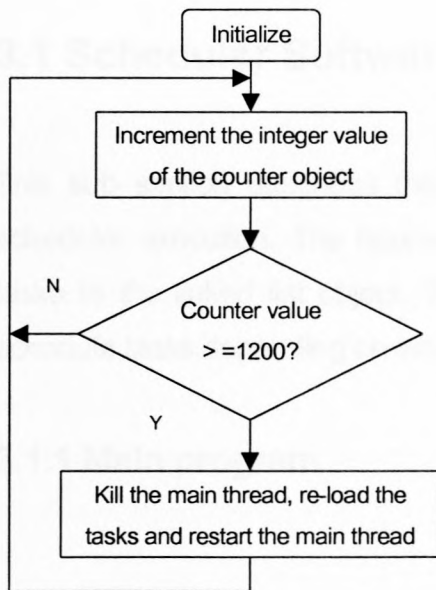 Initialize
Increment the integer value
of the counter object
N
Counter value
> =1200?
Y
Kill the main thread, re-load the
tasks and restart the main thread